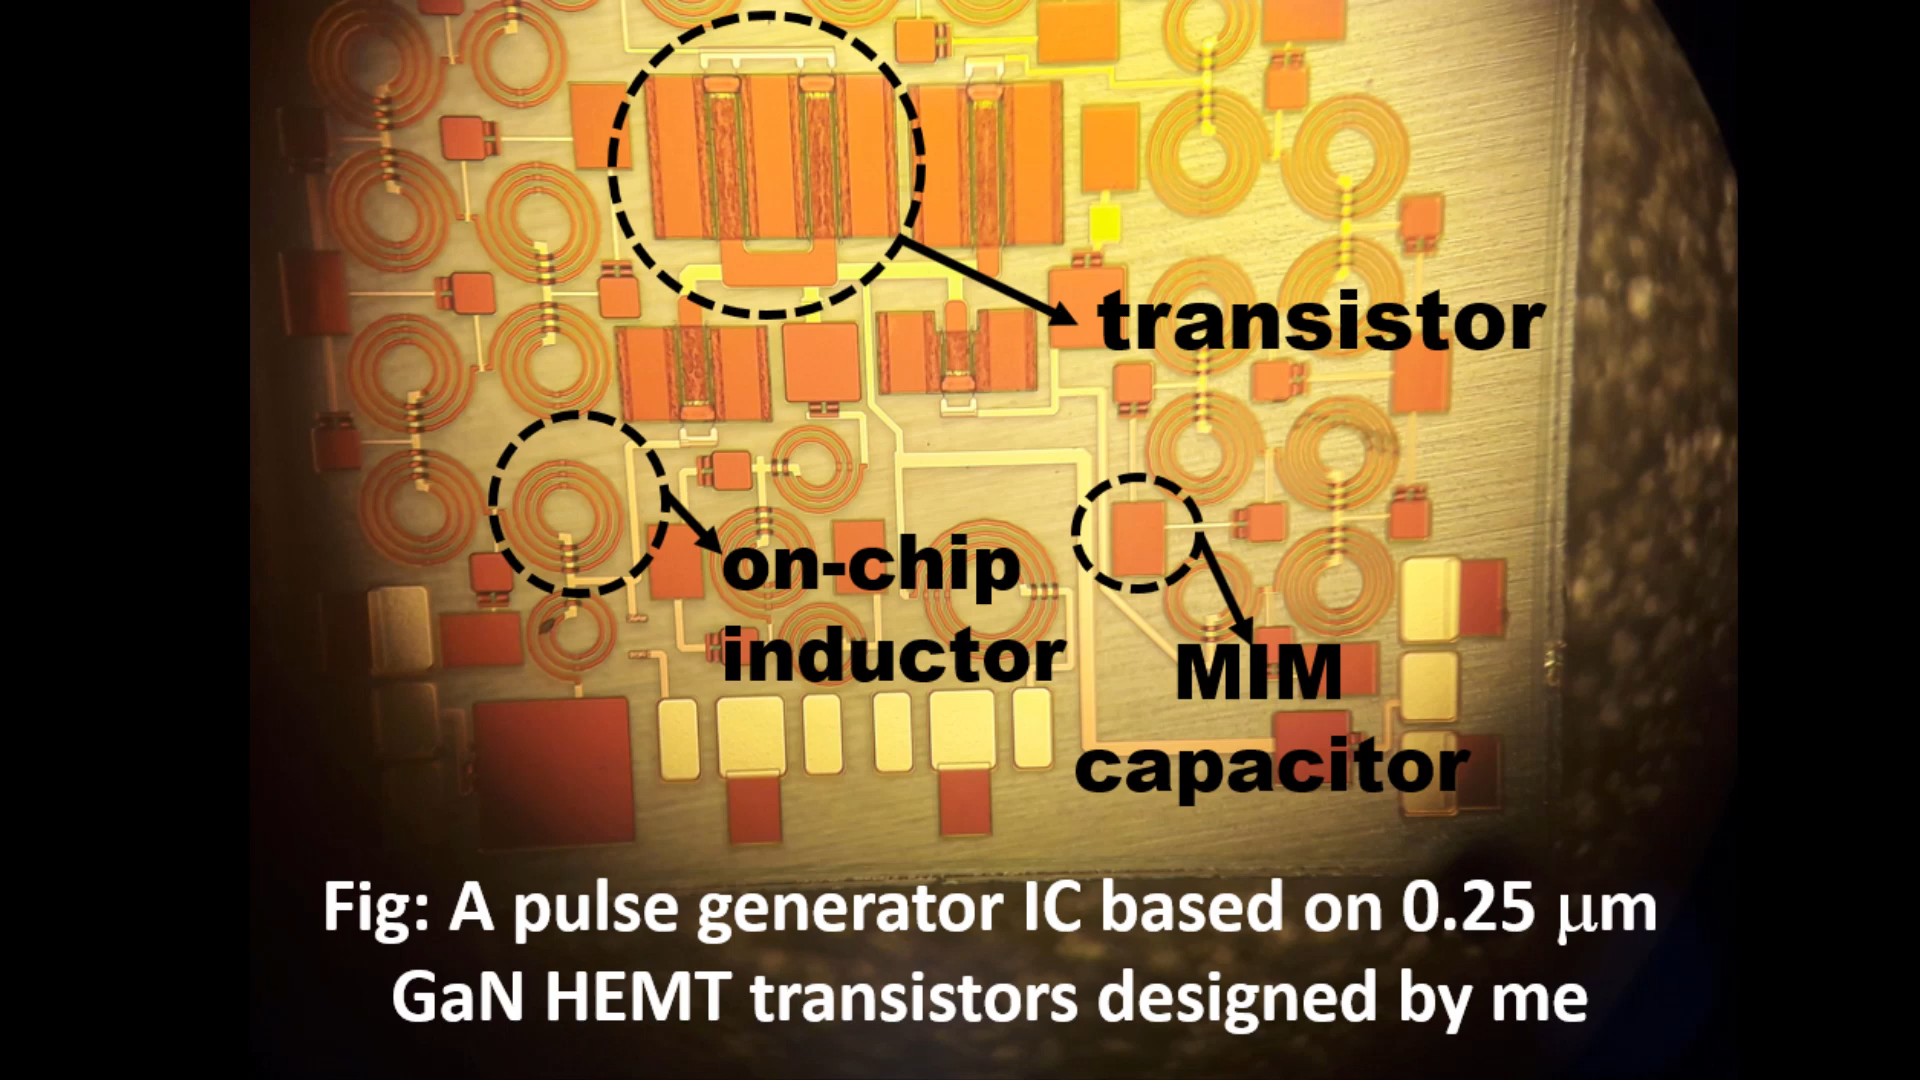 transistor
on-chip
inductor
MIM
capacitor
Fig: A pulse generator IC based on 0.25 μm
GaN HEMT transistors designed by me